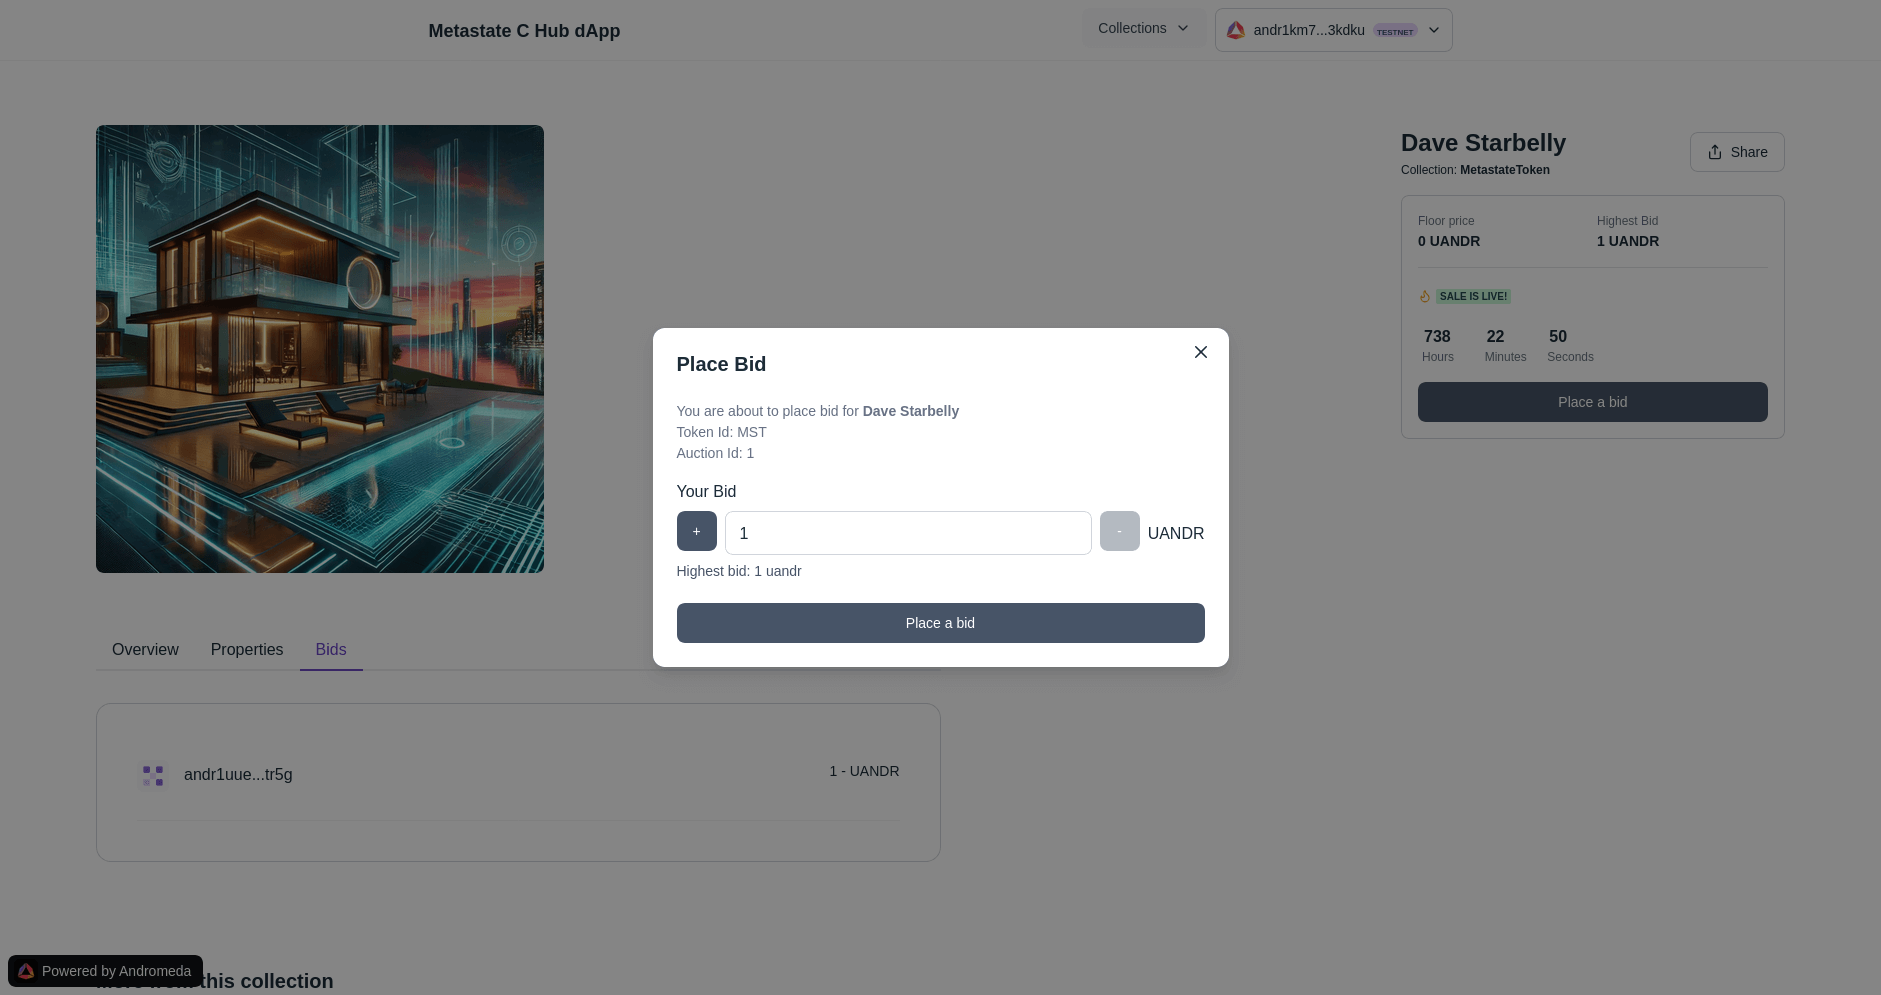 Metastate C Hub dApp
Collections
andr1km7...3kdku TESTNET
Dave Starbelly
Collection: MetastateToken
Share
Floor price
0 UANDR
Highest Bid
1 UANDR
SALE IS LIVE!
738
Hours
22
Minutes
50
Seconds
Place a bid
Place Bid
You are about to place bid for Dave Starbelly
Token Id: MST
Auction Id: 1
Your Bid
+ 1 - UANDR
Highest bid: 1 uandr
Place a bid
Overview Properties Bids
andr1uue...tr5g 1 - UANDR
Powered by Andromeda
this collection